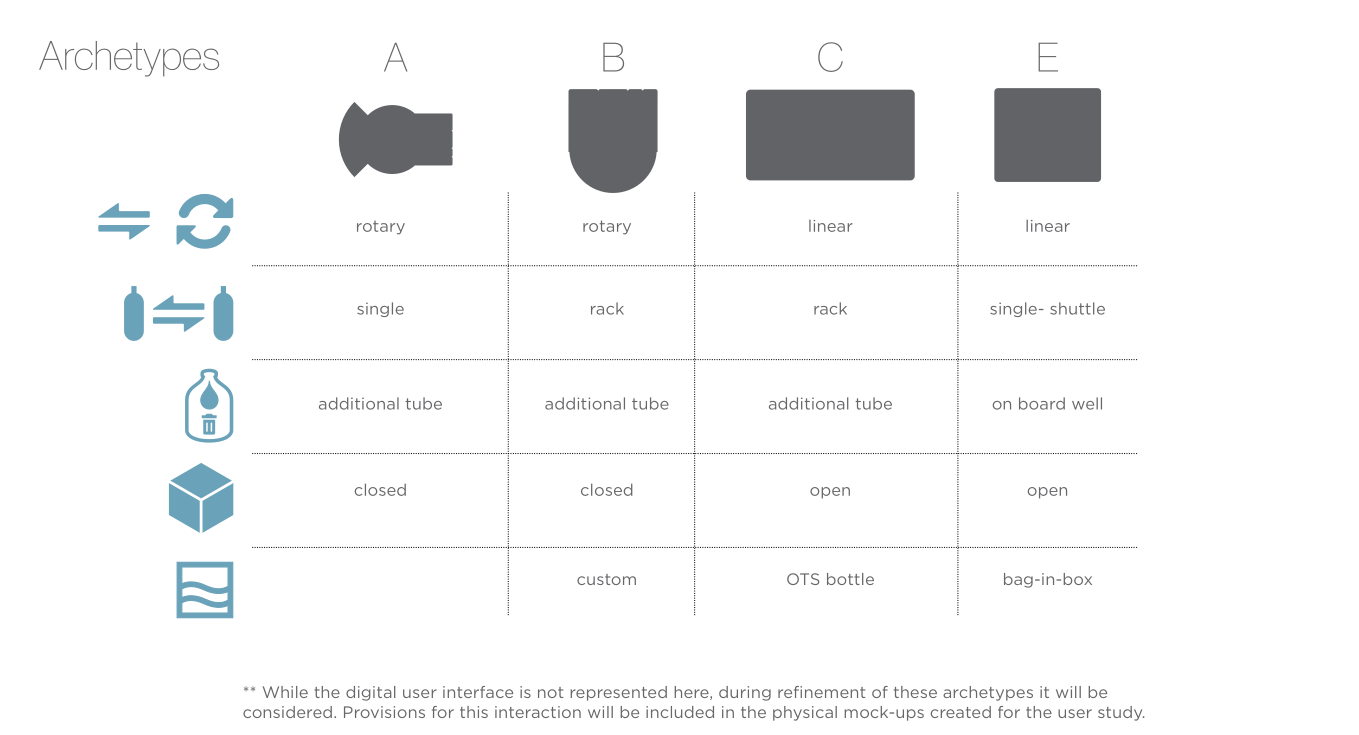 Archetypes A B C E
rotary rotary linear linear
single rack rack single- shuttle
additional tube additional tube additional tube on board well
closed closed open open
custom OTS bottle bag-in-box
** While the digital user interface is not represented here, during refinement of these archetypes it will be
considered. Provisions for this interaction will be included in the physical mock-ups created for the user study.